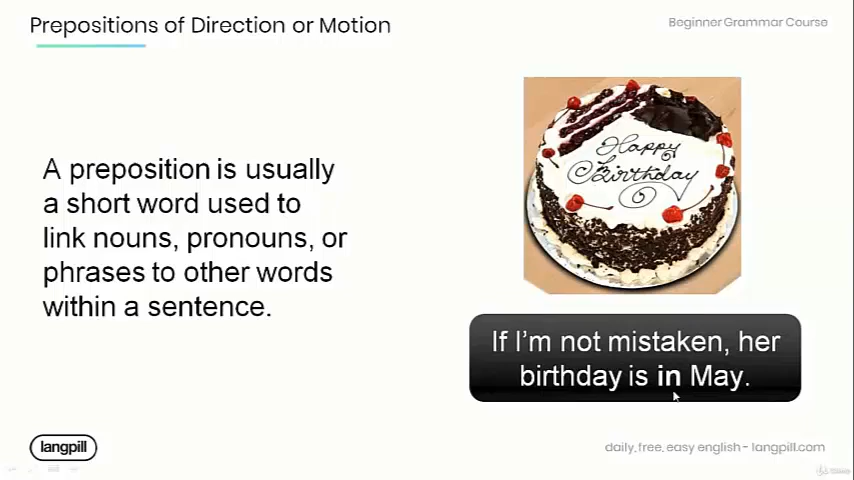 Prepositions of Direction or Motion
Beginner Grammar Course
A preposition is usually
a short word used to
link nouns, pronouns, or
phrases to other words
within a sentence.
Happy
Birthday
If I'm not mistaken, her
birthday is in May.
langpill
daily, free, easy english - langpill.com